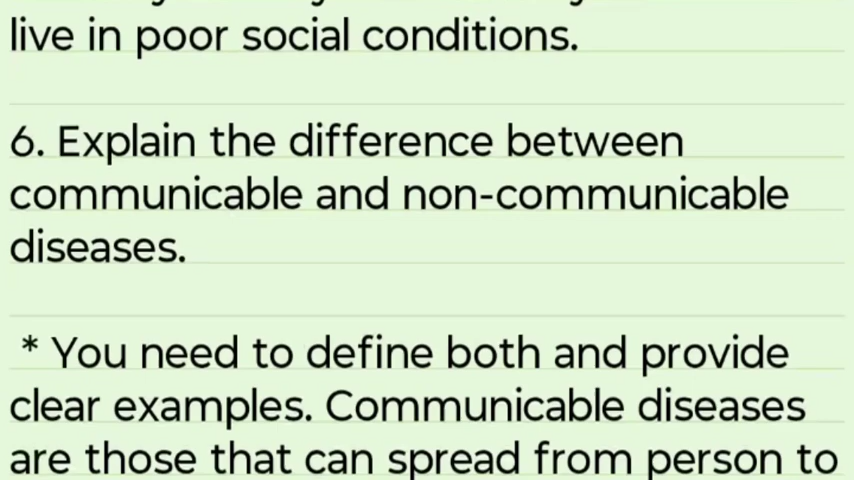 live in poor social conditions.
6. Explain the difference between
communicable and non-communicable
diseases.
* You need to define both and provide
clear examples. Communicable diseases
are those that can spread from person to